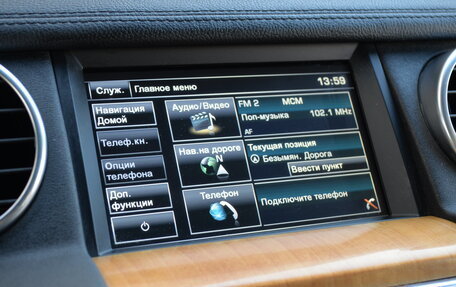 Служ. Главное меню 13:59
Навигация
Домой
Телеф.кн.
Опции
телефона
Доп.
функции
Аудио/Видео
Нав.на дороге
Телефон
FM 2 МСМ
Поп-музыка 102.1 MHz
AF
Текущая позиция
Безымян. Дорога
Ввести пункт
Подключите телефон